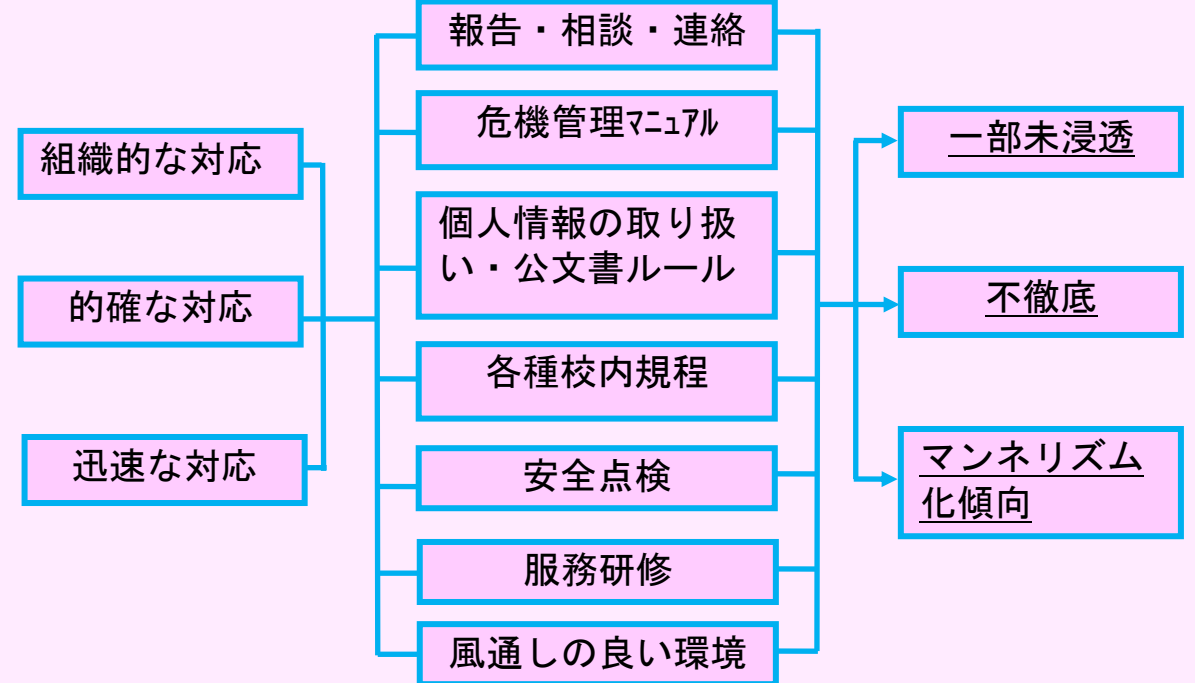 組織的な対応
的確な対応
迅速な対応
報告・相談・連絡
危機管理ﾏﾆｭｱﾙ
個人情報の取り扱
い・公文書ルール
各種校内規程
安全点検
服務研修
風通しの良い環境
一部未浸透
不徹底
マンネリズム
化傾向